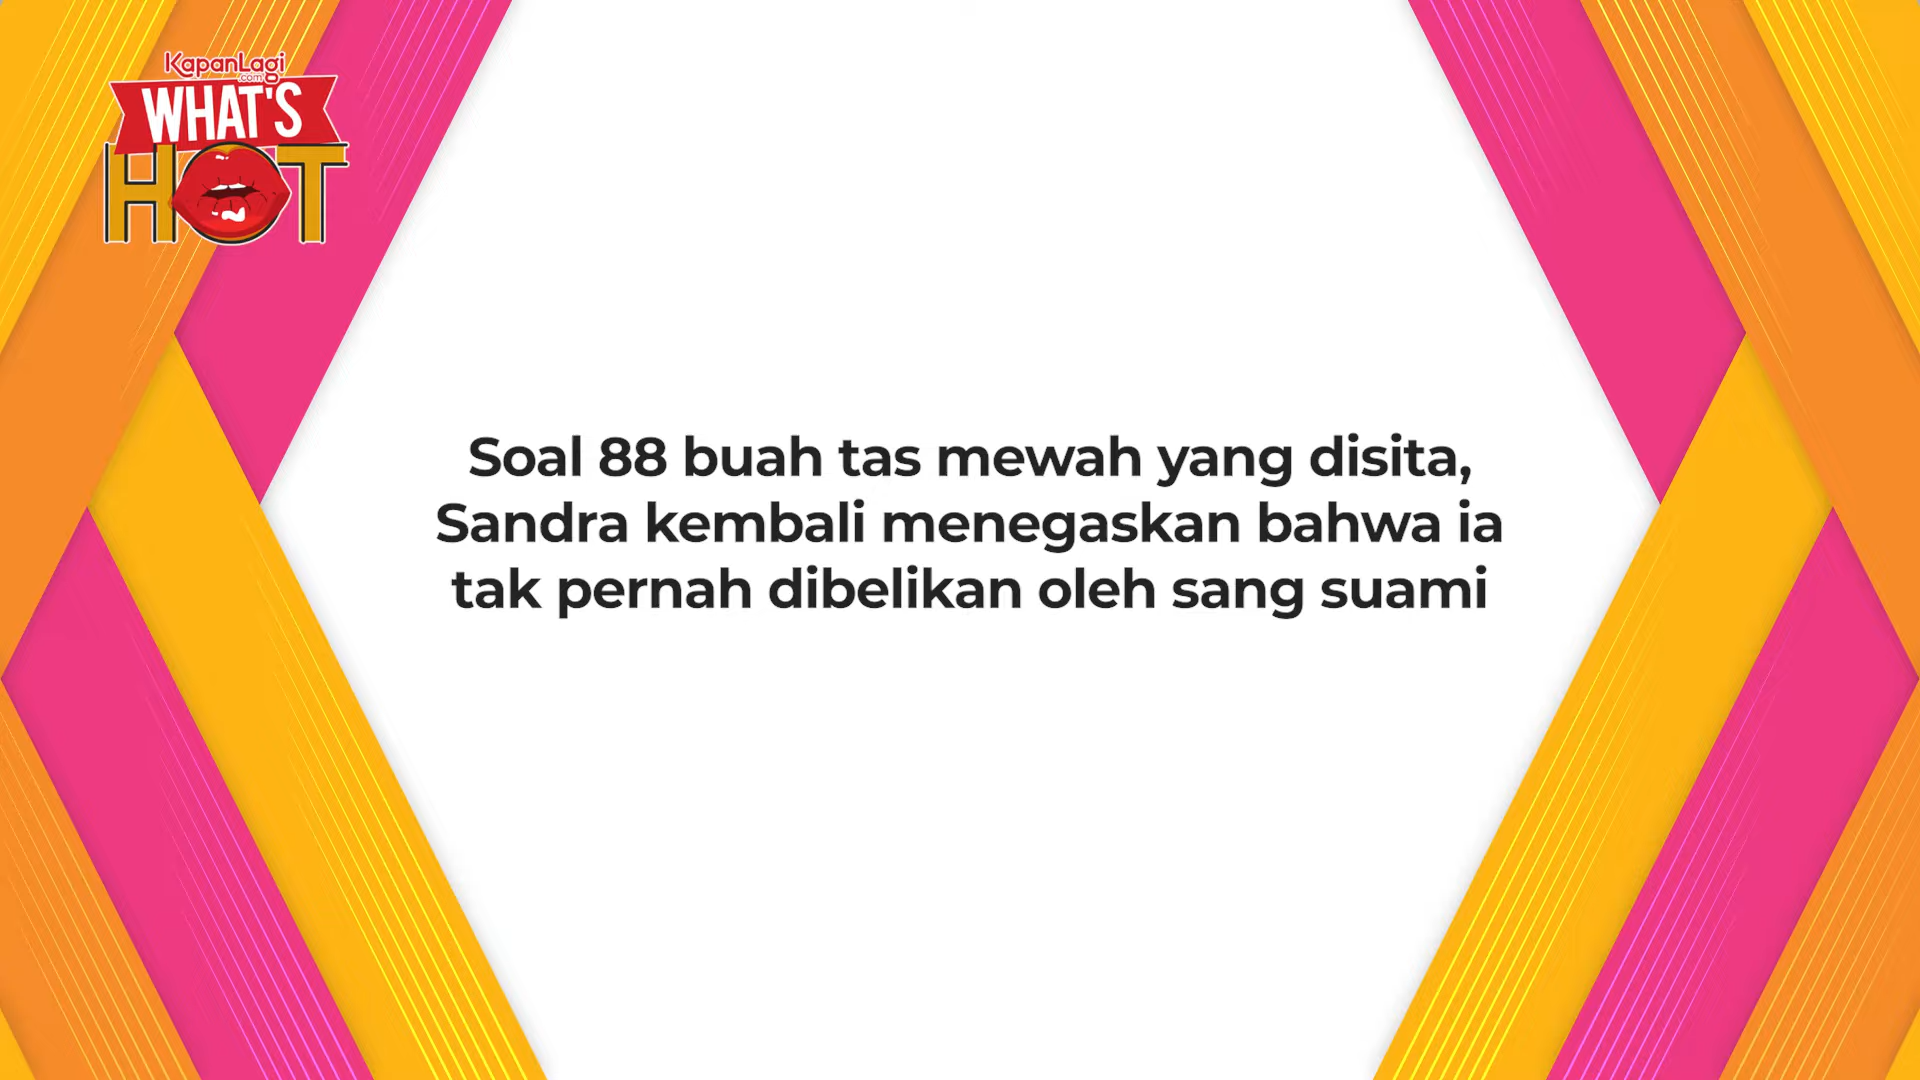 KapanLagi
.com
WHAT'S
HOT
Soal 88 buah tas mewah yang disita,
Sandra kembali menegaskan bahwa ia
tak pernah dibelikan oleh sang suami